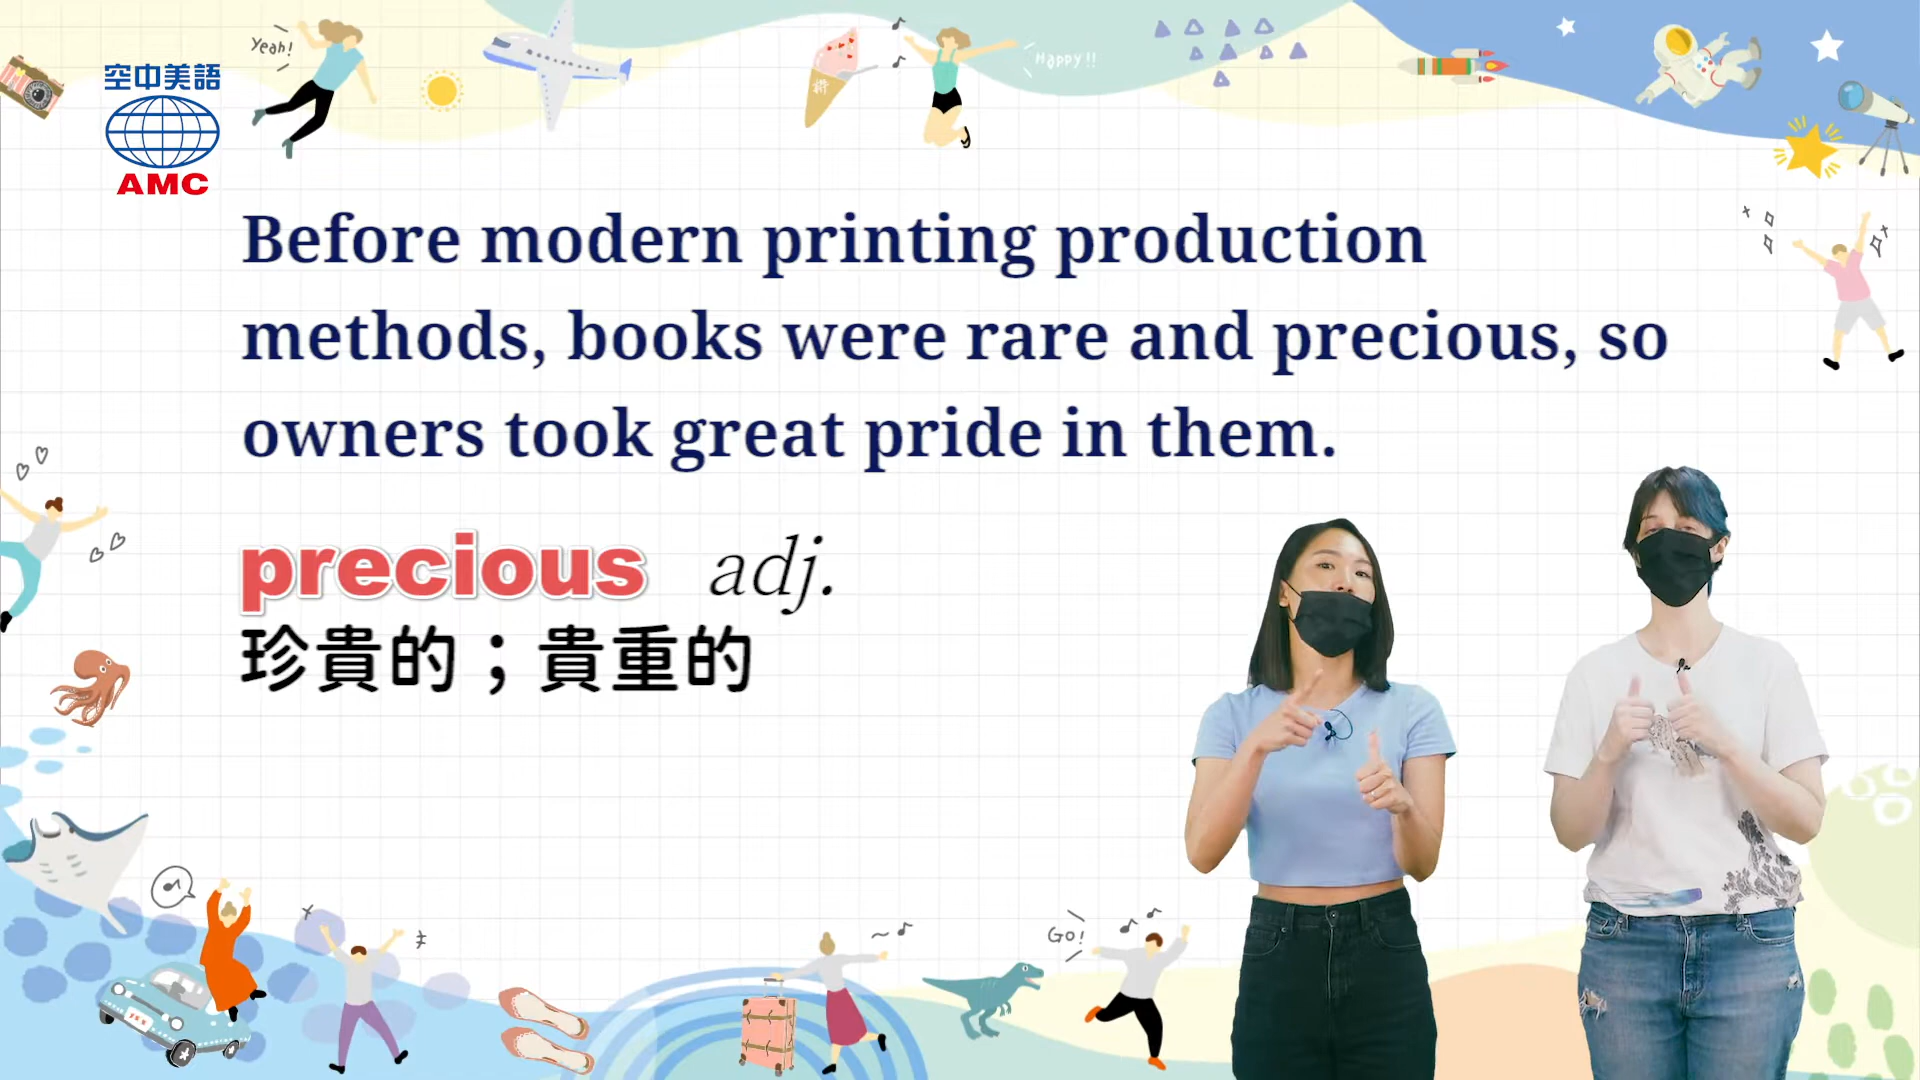 Yeah!
Happy!!
空中美語
AMC
Before modern printing production
methods, books were rare and precious, so
owners took great pride in them.
precious adj.
珍貴的；貴重的
Go!